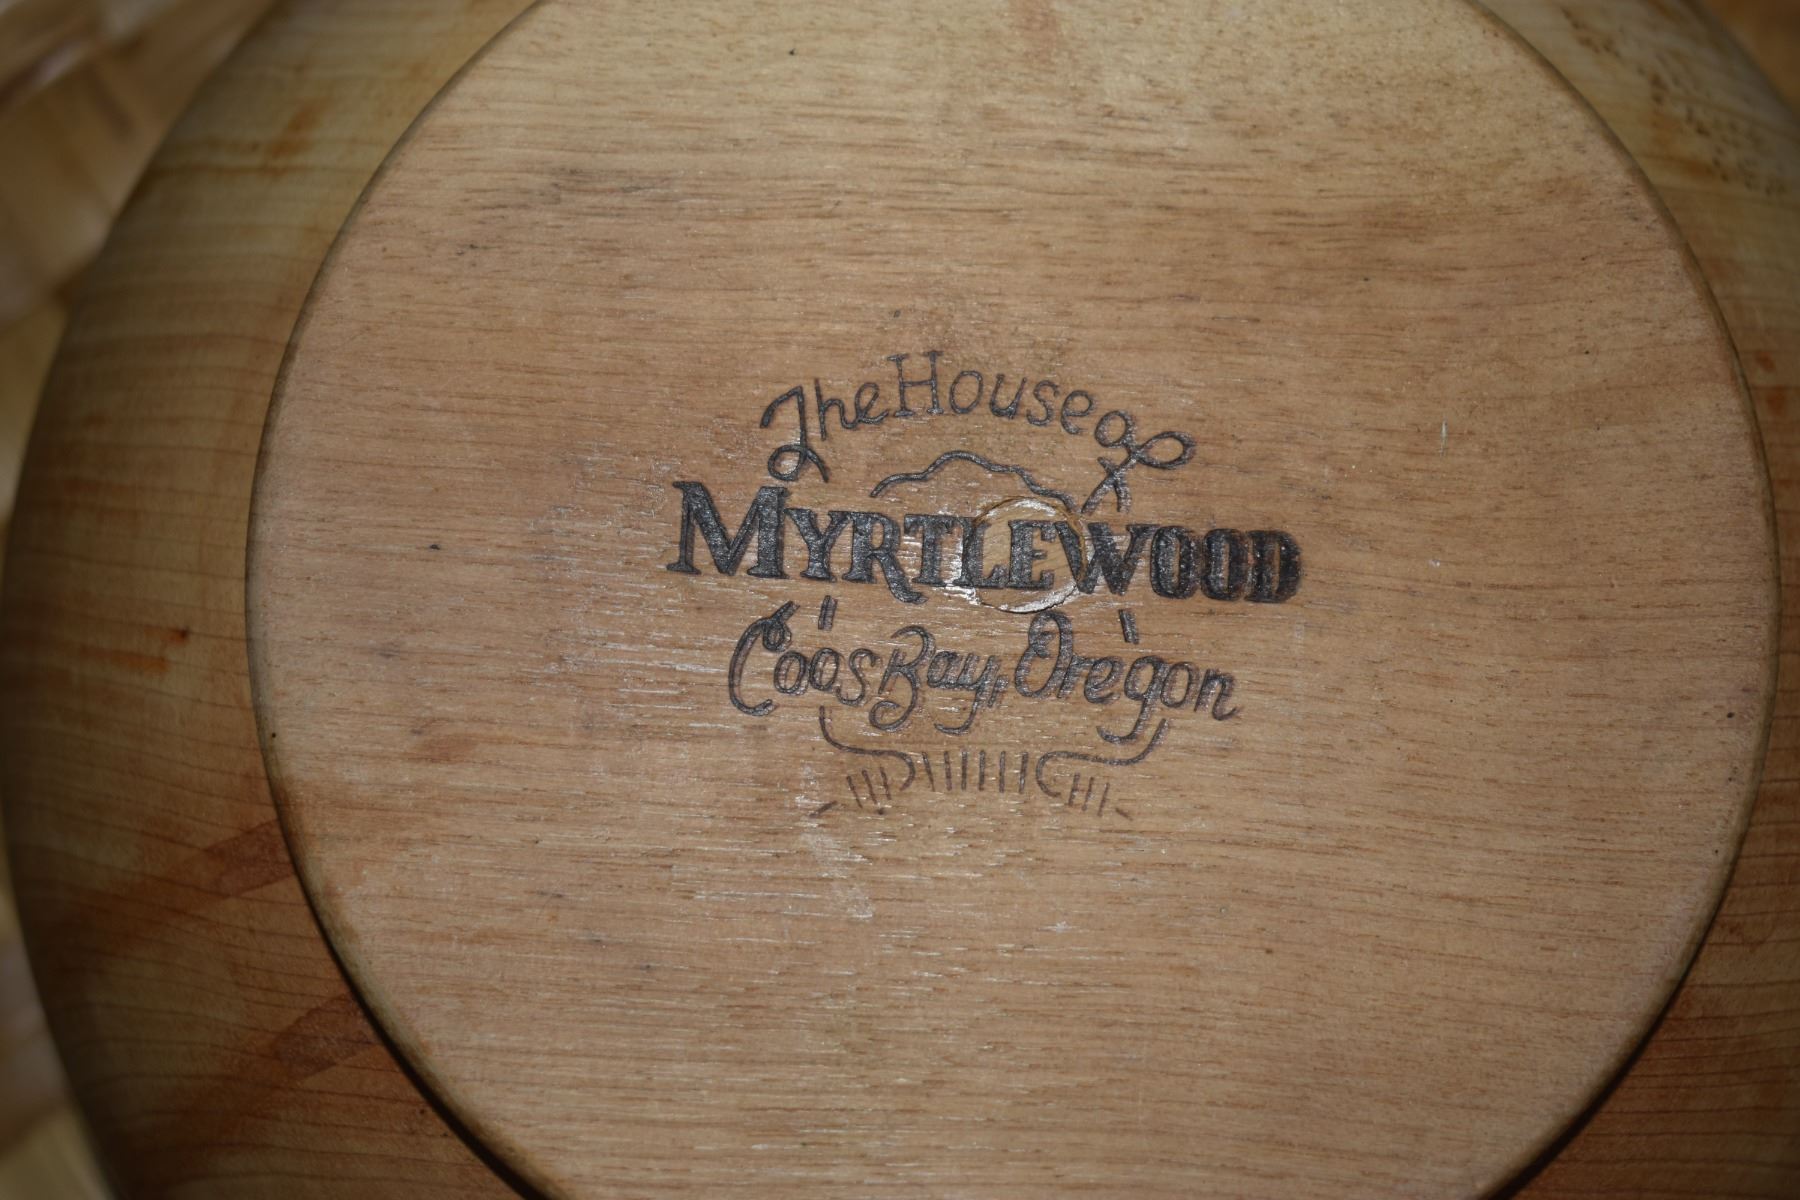 The House of
MYRTLEWOOD
Coos Bay, Oregon